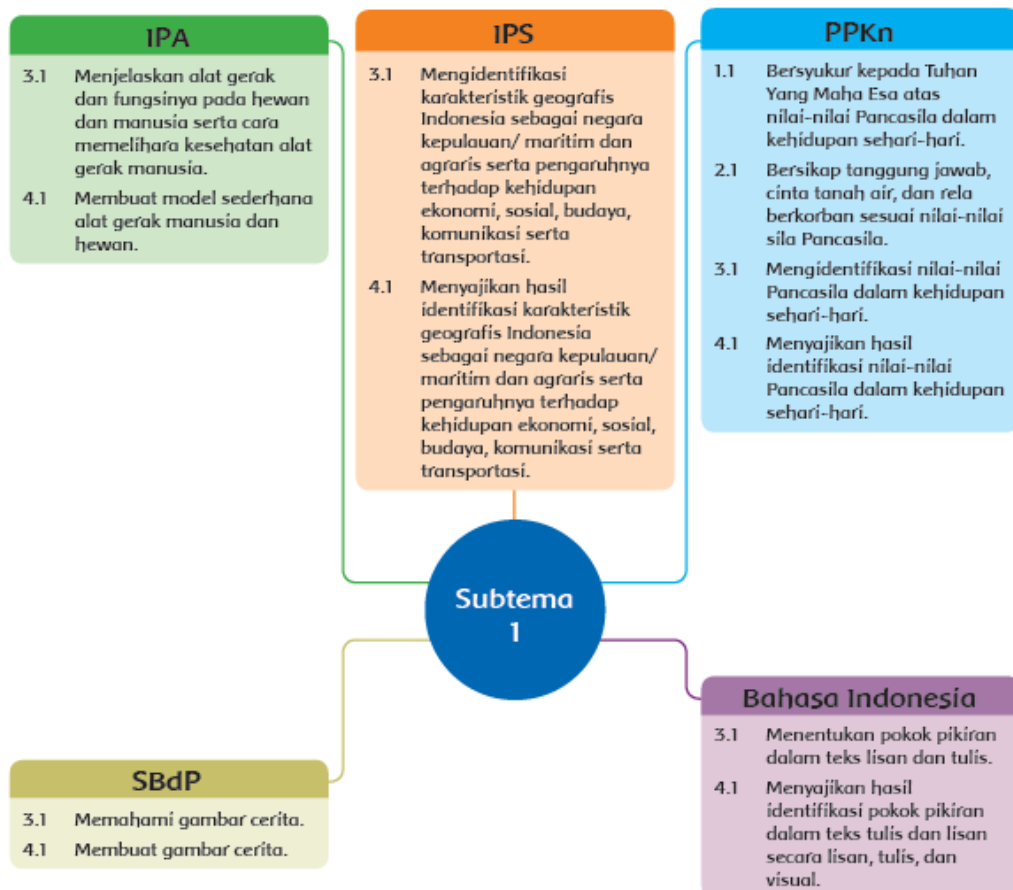 IPA
3.1 Menjelaskan alat gerak
dan fungsinya pada hewan
dan manusia serta cara
memelihara kesehatan alat
gerak manusia.
4.1 Membuat model sederhana
alat gerak manusia dan
hewan.
IPS
3.1 Mengidentifikasi
karakteristik geografis
Indonesia sebagai negara
kepulauan/ maritim dan
agraris serta pengaruhnya
terhadap kehidupan
ekonomi, sosial, budaya,
komunikasi serta
transportasi.
4.1 Menyajikan hasil
identifikasi karakteristik
geografis Indonesia
sebagai negara kepulauan/
maritim dan agraris serta
pengaruhnya terhadap
kehidupan ekonomi, sosial,
budaya, komunikasi serta
transportasi.
PPKn
1.1 Bersyukur kepada Tuhan
Yang Maha Esa atas
nilai-nilai Pancasila dalam
kehidupan sehari-hari.
2.1 Bersikap tanggung jawab,
cinta tanah air, dan rela
berkorban sesuai nilai-nilai
sila Pancasila.
3.1 Mengidentifikasi nilai-nilai
Pancasila dalam kehidupan
sehari-hari.
4.1 Menyajikan hasil
identifikasi nilai-nilai
Pancasila dalam kehidupan
sehari-hari.
Subtema
1
SBdP
3.1 Memahami gambar cerita.
4.1 Membuat gambar cerita.
Bahasa Indonesia
3.1 Menentukan pokok pikiran
dalam teks lisan dan tulis.
4.1 Menyajikan hasil
identifikasi pokok pikiran
dalam teks tulis dan lisan
secara lisan, tulis, dan
visual.